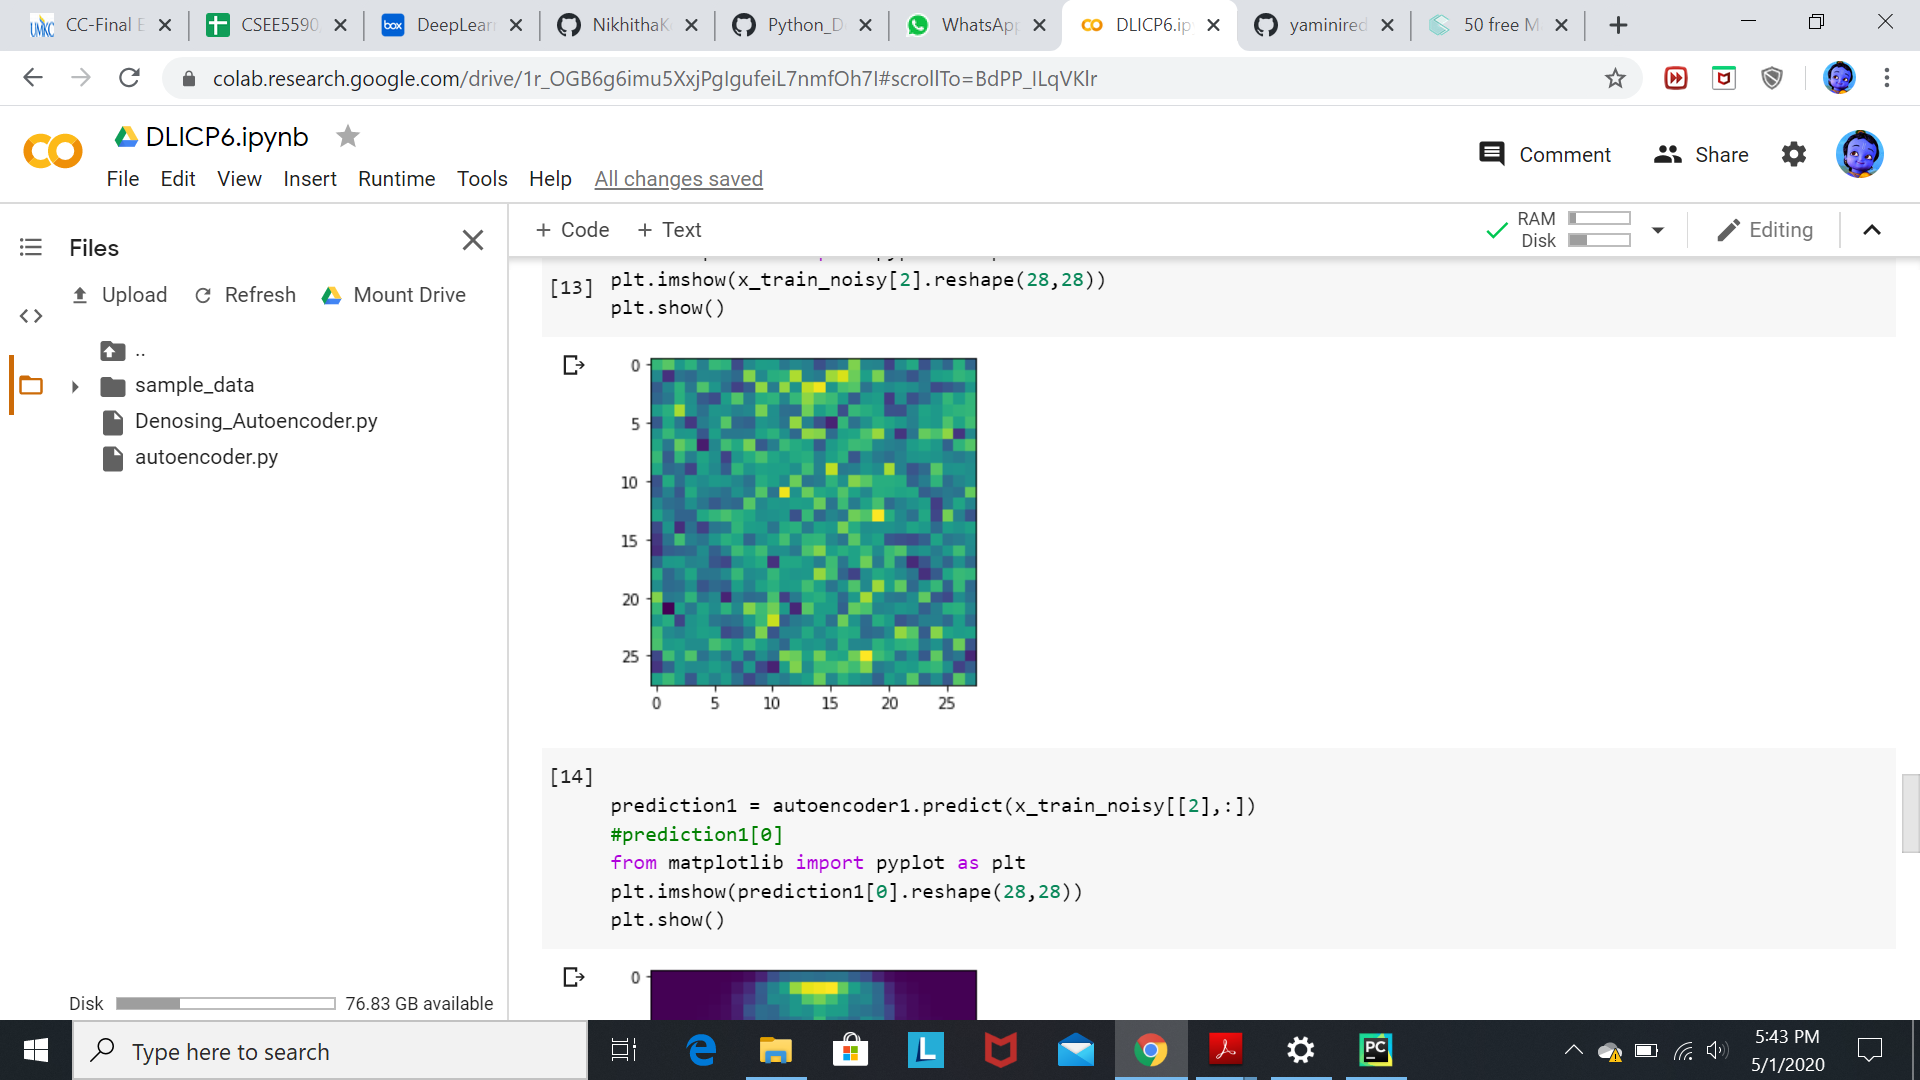 CC-Final E
CSEE5590
DeepLear
NikhithaK
Python_D
WhatsApp
DLICP6.ip
yaminired
50 free M
colab.research.google.com/drive/1r_OGB6g6imu5XxjPgIgufeiL7nmfOh7I#scrollTo=BdPP_ILqVKlr
DLICP6.ipynb
File Edit View Insert Runtime Tools Help All changes saved
Comment
Share
+ Code + Text
RAM
Disk
Editing
Files
Upload Refresh Mount Drive
..
sample_data
Denosing_Autoencoder.py
autoencoder.py
Disk 76.83 GB available
[13]
plt.imshow(x_train_noisy[2].reshape(28,28))
plt.show()
0
5
10
15
20
25
0 5 10 15 20 25
[14]
prediction1 = autoencoder1.predict(x_train_noisy[[2],:])
#prediction1[0]
from matplotlib import pyplot as plt
plt.imshow(prediction1[0].reshape(28,28))
plt.show()
0
Type here to search
5:43 PM
5/1/2020